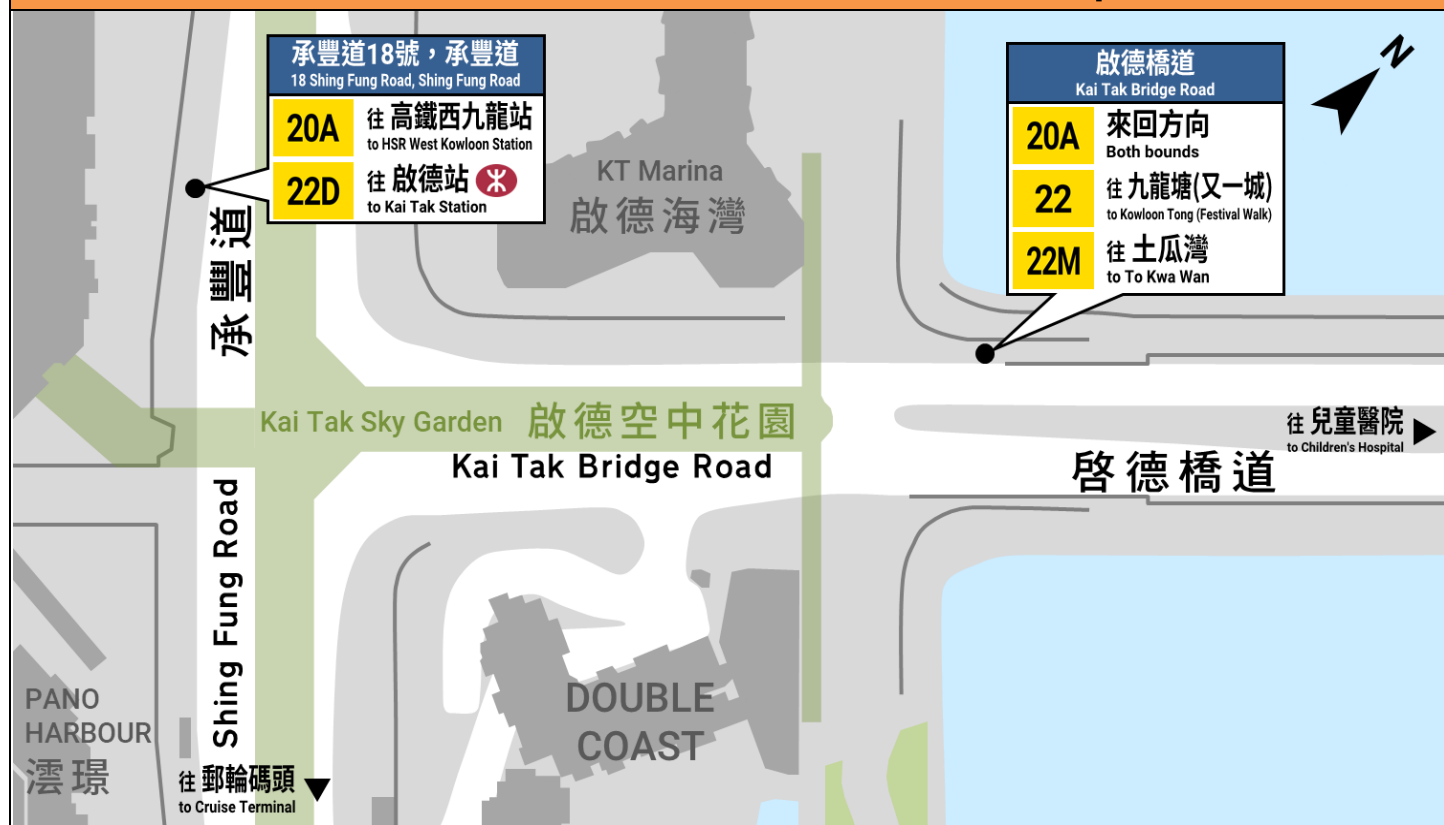 承豐道18號，承豐道
18 Shing Fung Road, Shing Fung Road
20A 往 高鐵西九龍站
to HSR West Kowloon Station
22D 往 啟德站
to Kai Tak Station
啟德橋道
Kai Tak Bridge Road
20A 來回方向
Both bounds
22 往 九龍塘(又一城)
to Kowloon Tong (Festival Walk)
22M 往 土瓜灣
to To Kwa Wan
N
KT Marina
啟德海灣
承豐道
Kai Tak Sky Garden 啟德空中花園
Kai Tak Bridge Road
啓德橋道
往 兒童醫院
to Children's Hospital
Shing Fung Road
PANO
HARBOUR
澐璟
DOUBLE
COAST
往 郵輪碼頭
to Cruise Terminal